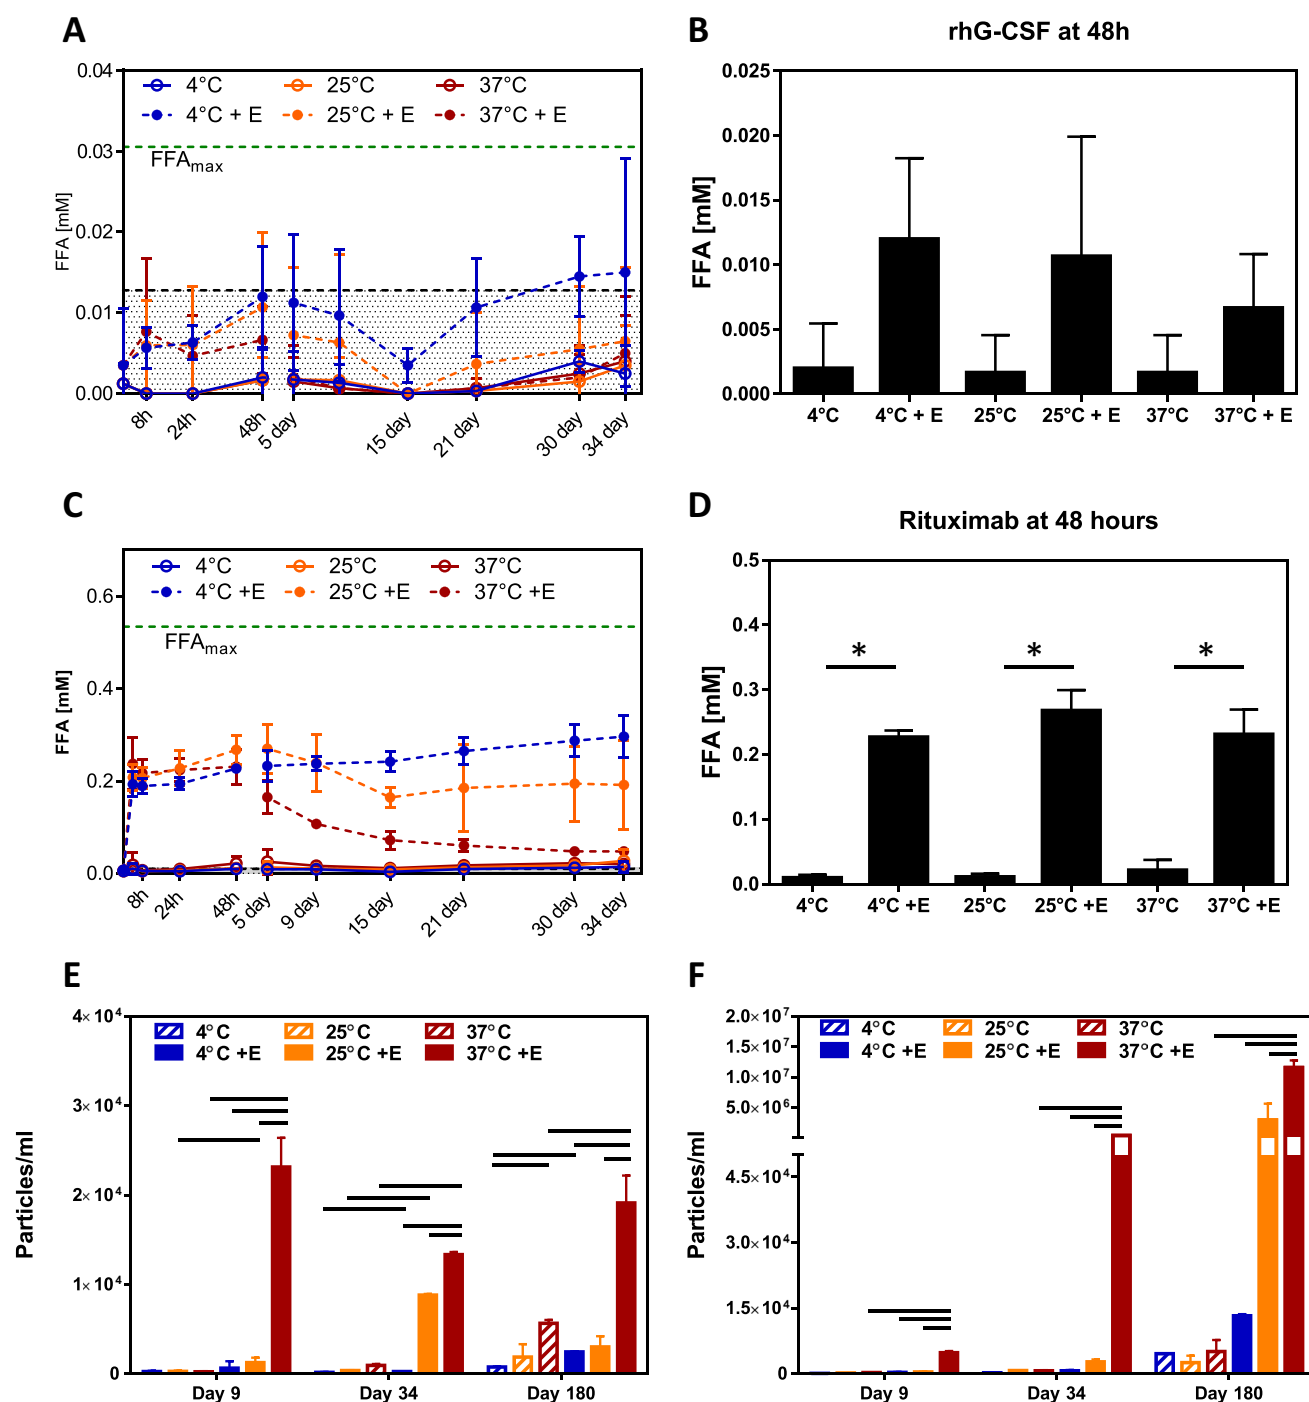 A
0.04
0.03
0.02
0.01
0.00
FFA [mM]
4°C
25°C
37°C
4°C + E
25°C + E
37°C + E
FFAmax
8h
24h
48h
5 day
15 day
21 day
30 day
34 day
B
rhG-CSF at 48h
0.025
0.020
0.015
0.010
0.005
0.000
FFA [mM]
4°C
4°C + E
25°C
25°C + E
37°C
37°C + E
C
0.6
0.4
0.2
0.0
FFA [mM]
4°C
25°C
37°C
4°C +E
25°C +E
37°C +E
FFAmax
8h
24h
48h
5 day
9 day
15 day
21 day
30 day
34 day
D
Rituximab at 48 hours
0.5
0.4
0.3
0.2
0.1
0.0
FFA [mM]
*
*
*
4°C
4°C +E
25°C
25°C +E
37°C
37°C +E
E
4×10⁴
3×10⁴
2×10⁴
1×10⁴
0
Particles/ml
4°C
25°C
37°C
4°C +E
25°C +E
37°C +E
Day 9
Day 34
Day 180
F
2.0×10⁷
1.5×10⁷
1.0×10⁷
5.0×10⁶
4.5×10⁴
3.0×10⁴
1.5×10⁴
0
Particles/ml
4°C
25°C
37°C
4°C +E
25°C +E
37°C +E
Day 9
Day 34
Day 180